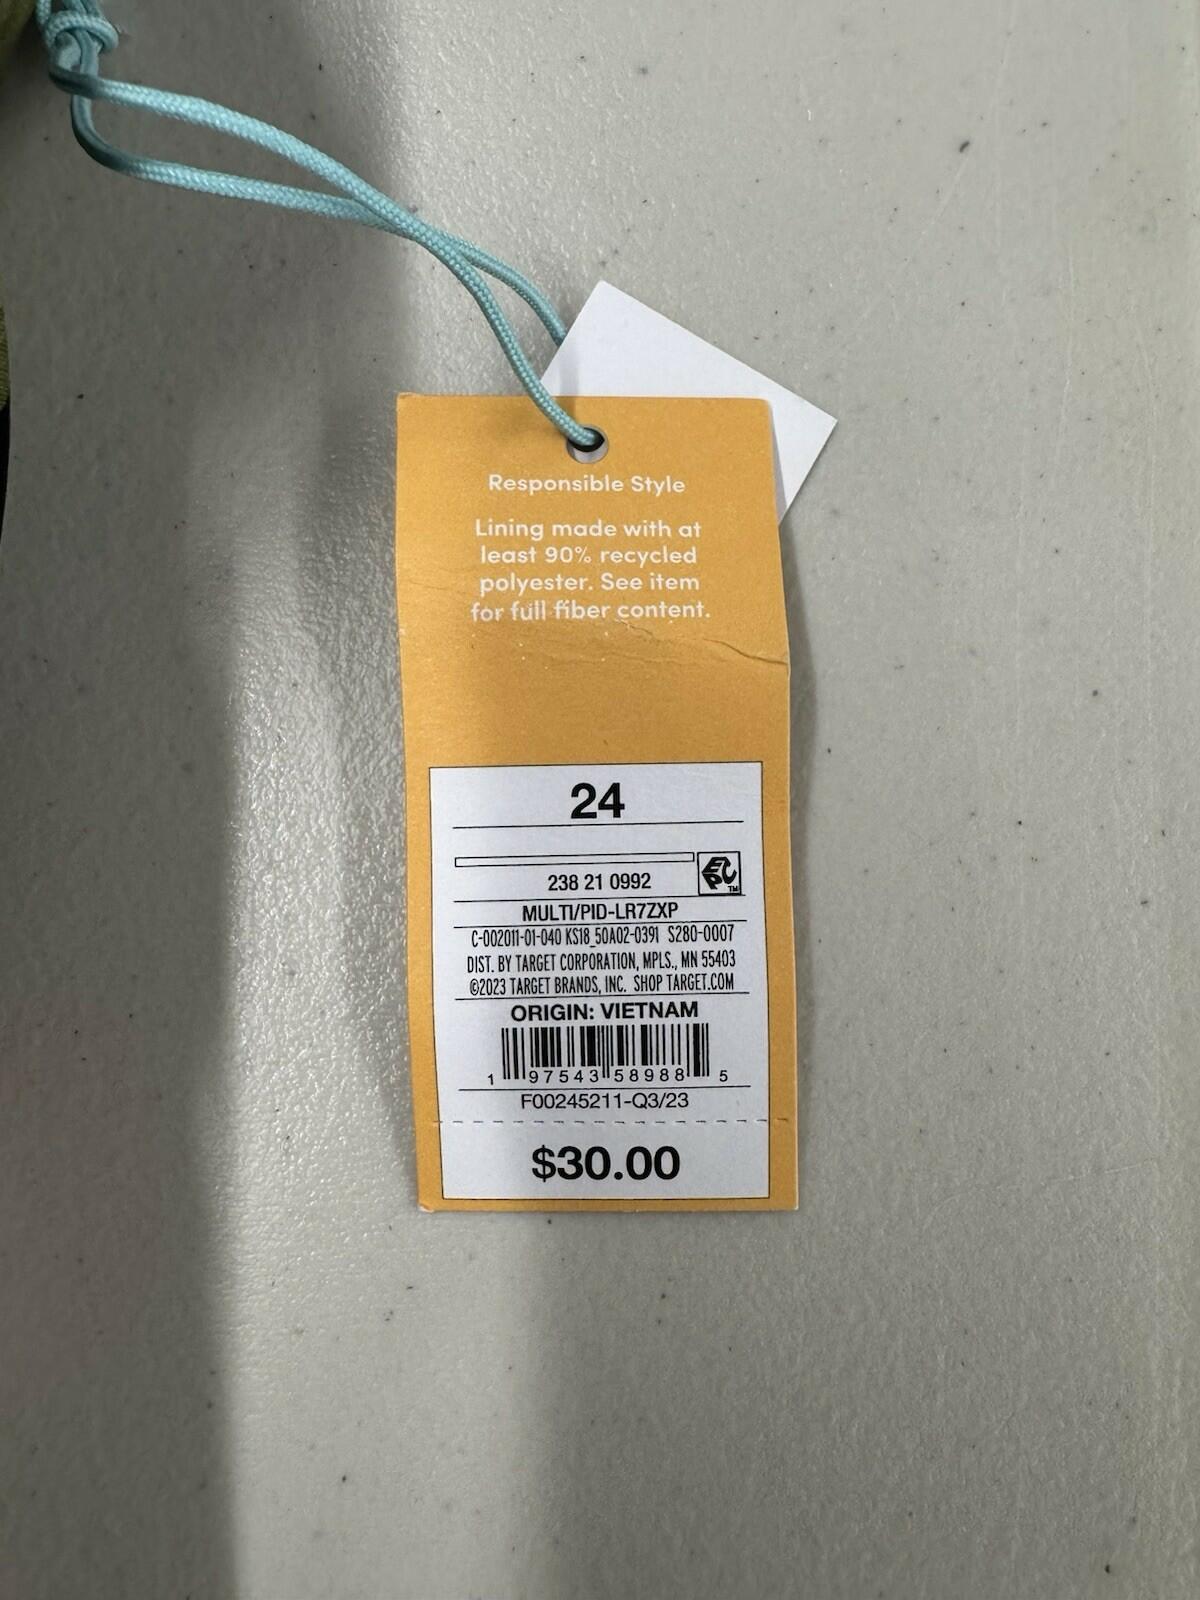 Responsible Style
Lining made with at
least 90% recycled
polyester. See item
for full fiber content.
24
238 21 0992
EPC
TM
MULTI/PID-LR7ZXP
C-002011-01-040 KS18_50A02-0391 S280-0007
DIST. BY TARGET CORPORATION, MPLS., MN 55403
©2023 TARGET BRANDS, INC. SHOP TARGET.COM
ORIGIN: VIETNAM
1 97543 58988 5
F00245211-Q3/23
$30.00